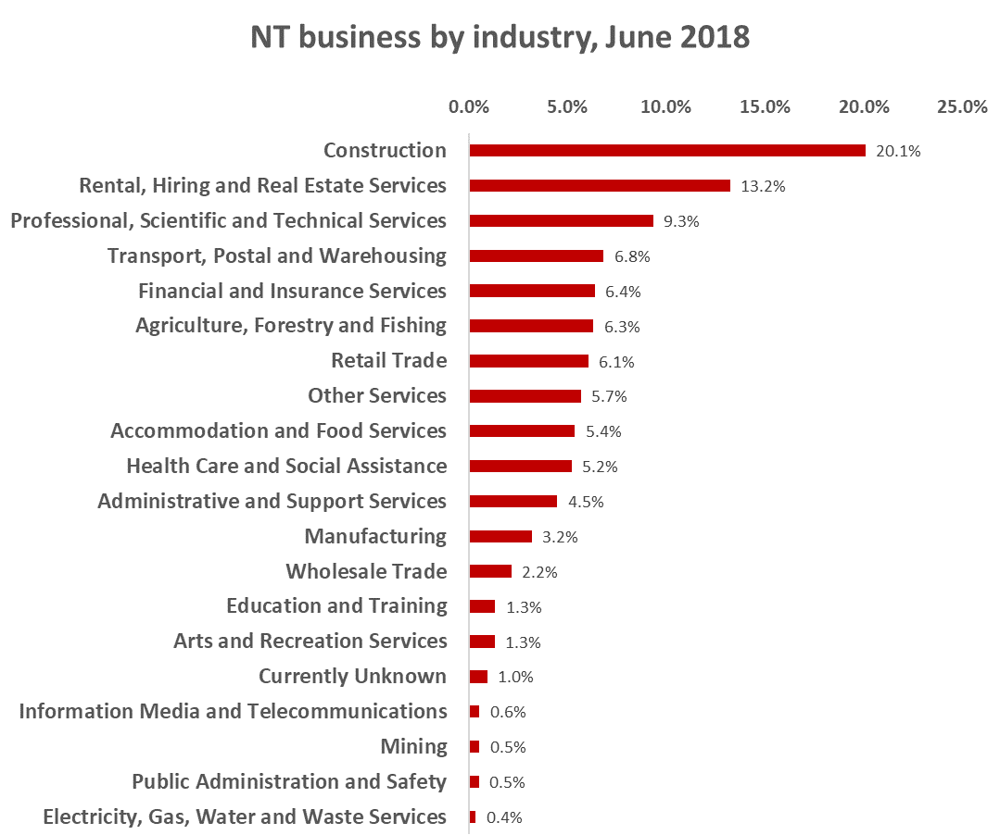 NT business by industry, June 2018
0.0% 5.0% 10.0% 15.0% 20.0% 25.0%
Construction 20.1%
Rental, Hiring and Real Estate Services 13.2%
Professional, Scientific and Technical Services 9.3%
Transport, Postal and Warehousing 6.8%
Financial and Insurance Services 6.4%
Agriculture, Forestry and Fishing 6.3%
Retail Trade 6.1%
Other Services 5.7%
Accommodation and Food Services 5.4%
Health Care and Social Assistance 5.2%
Administrative and Support Services 4.5%
Manufacturing 3.2%
Wholesale Trade 2.2%
Education and Training 1.3%
Arts and Recreation Services 1.3%
Currently Unknown 1.0%
Information Media and Telecommunications 0.6%
Mining 0.5%
Public Administration and Safety 0.5%
Electricity, Gas, Water and Waste Services 0.4%